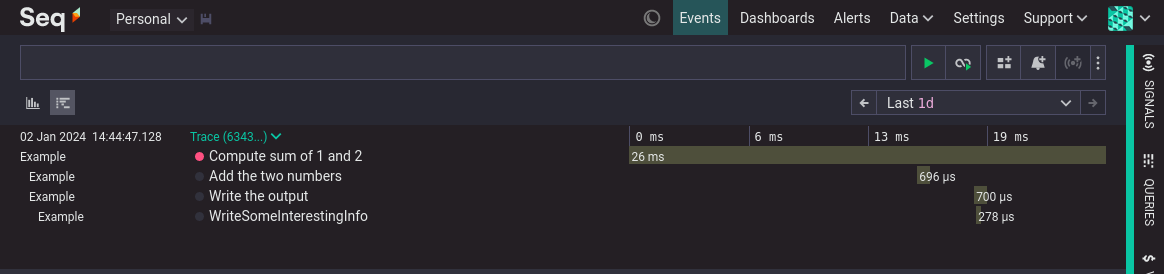 Seq Personal Events Dashboards Alerts Data Settings Support
Last 1d
02 Jan 2024 14:44:47.128 Trace (6343...) 0 ms 6 ms 13 ms 19 ms
Example Compute sum of 1 and 2 26 ms
Example Add the two numbers 696 μs
Example Write the output 700 μs
Example WriteSomeInterestingInfo 278 μs
SIGNALS
QUERIES